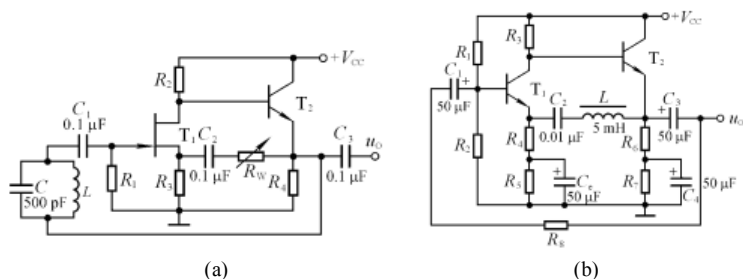 +V_CC
R_2
T_2
C_1
0.1 μF
T_1
C_2
0.1 μF
C_3
0.1 μF
u_O
C
500 pF
L
R_1
R_3
R_W
R_4
(a)
+V_CC
R_1
R_3
T_2
C_1
50 μF
T_1
C_2
0.01 μF
L
5 mH
C_3
50 μF
u_O
R_2
R_4
R_5
C_e
50 μF
R_6
R_7
C_4
50 μF
R_8
(b)